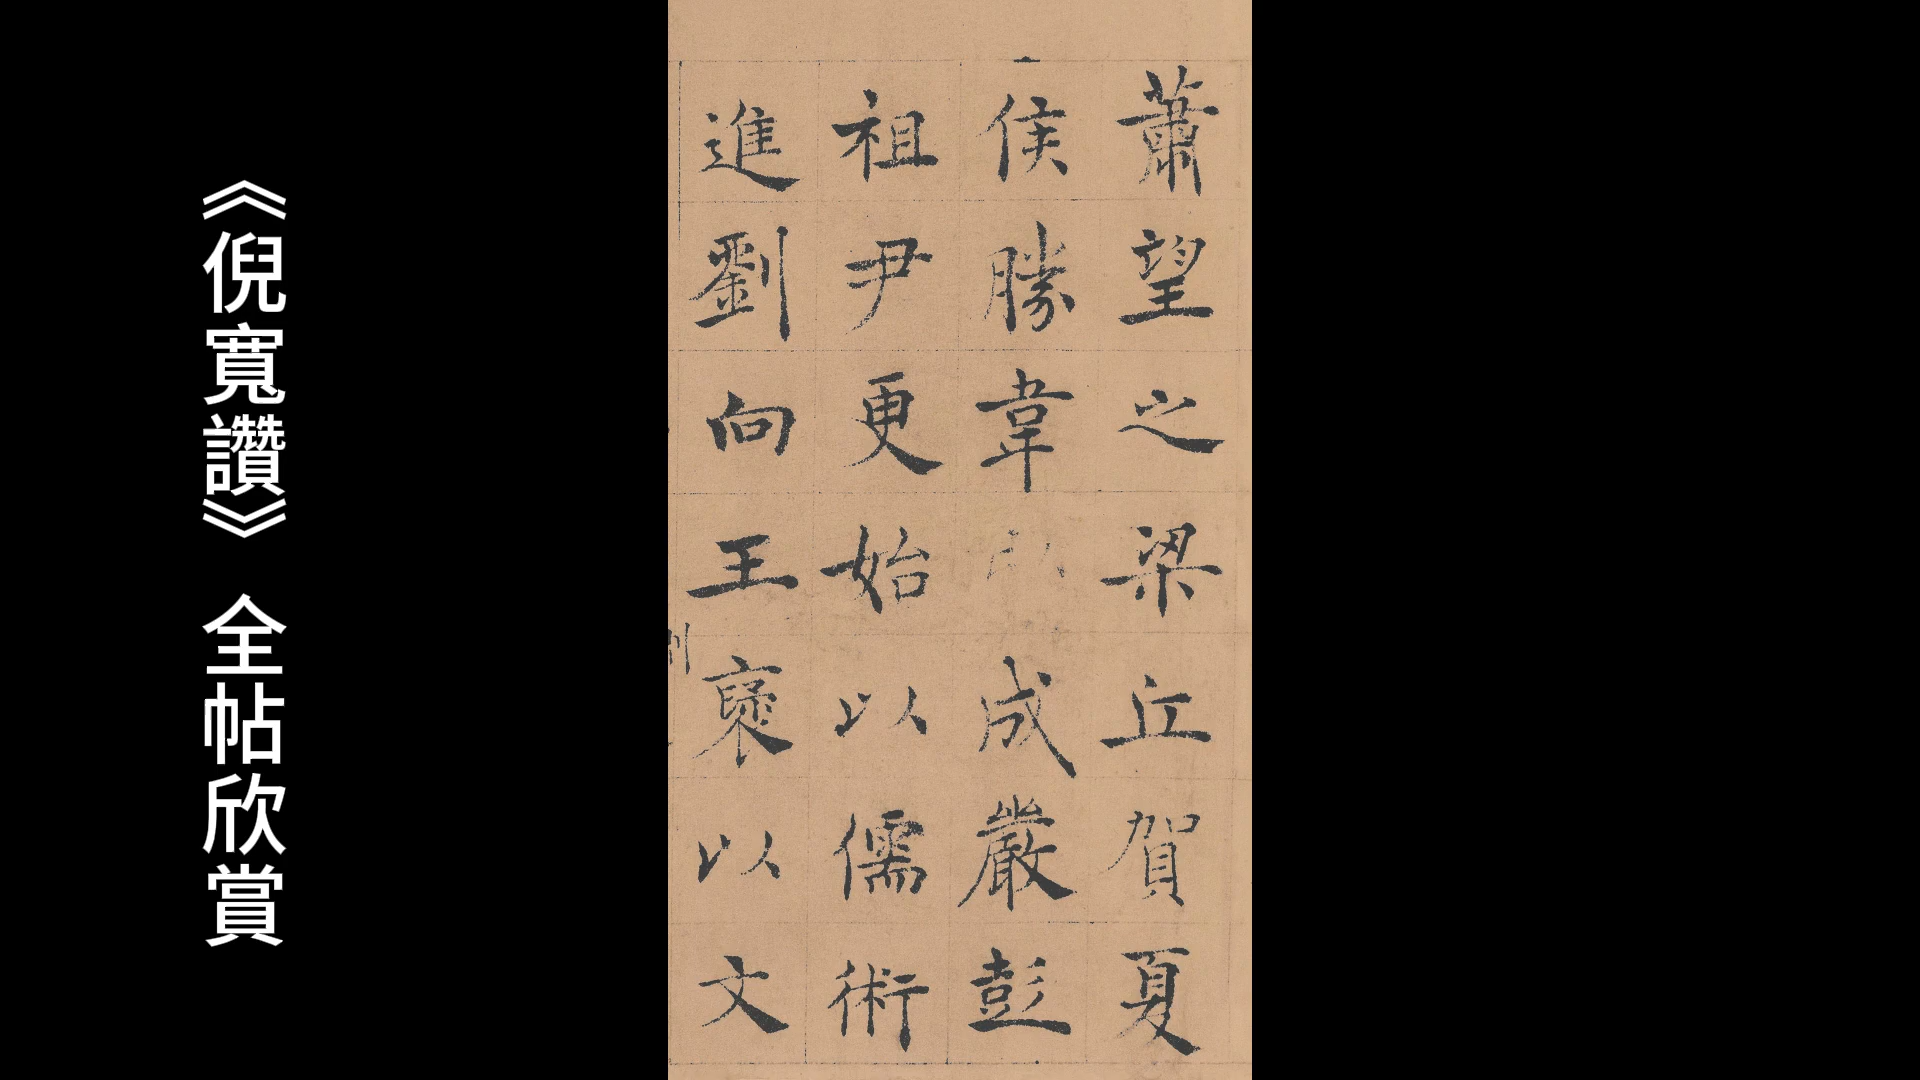 蕭望之梁丘賀夏
侯勝韋成嚴彭
祖尹更始以儒術
進劉向王褒以文
《倪寬讚》 全帖欣賞